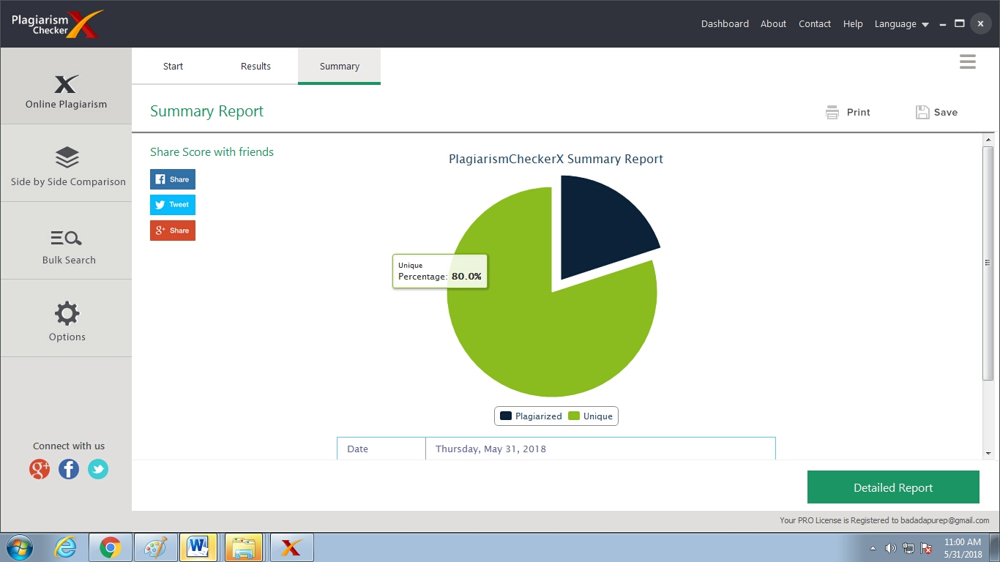 Plagiarism
Checker
Dashboard About Contact Help Language x
Start Results Summary
Online Plagiarism
Summary Report
Print Save
Share Score with friends
PlagiarismCheckerX Summary Report
Share
Tweet
g+ Share
Side by Side Comparison
Unique
Percentage: 80.0%
Bulk Search
Options
Plagiarized Unique
Date Thursday, May 31, 2018
Connect with us
g+ f
Detailed Report
Your PRO License is Registered to badadapurep@gmail.com
11:00 AM
5/31/2018